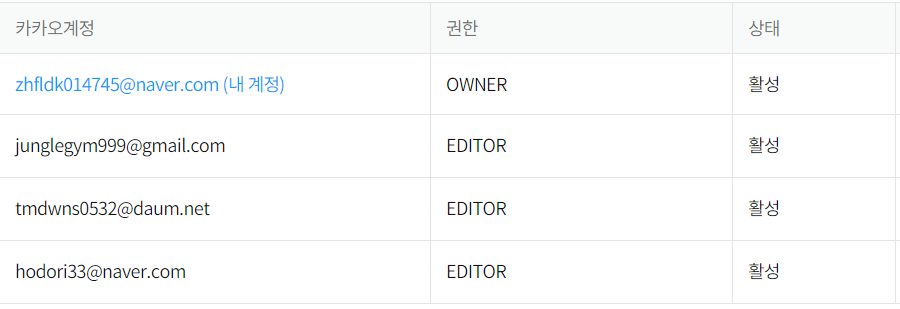 카카오계정 권한 상태
zhfldk014745@naver.com (내 계정) OWNER 활성
junglegym999@gmail.com EDITOR 활성
tmdwns0532@daum.net EDITOR 활성
hodori33@naver.com EDITOR 활성